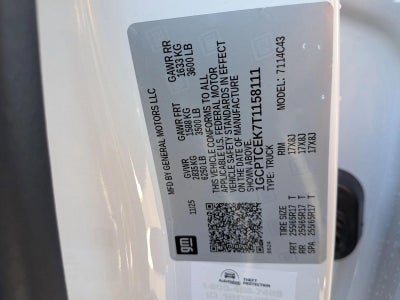 MFD BY GENERAL MOTORS LLC
11/25
GVWR GAWR FRT GAWR RR
2835 KG 1588 KG 1633 KG
6250 LB 3500 LB 3600 LB
THIS VEHICLE CONFORMS TO ALL
APPLICABLE U.S. FEDERAL MOTOR
VEHICLE SAFETY STANDARDS IN EFFECT
ON THE DATE OF MANUFACTURE
SHOWN ABOVE.
1GCPTCEK7T1158111
TYPE: TRUCK MODEL: 7114C43
TIRE SIZE RIM
FRT 255/65R17 T 17X8J
RR 255/65R17 T 17X8J
SPA 255/65R17 T 17X8J
gm
THEFT
PROTECTION